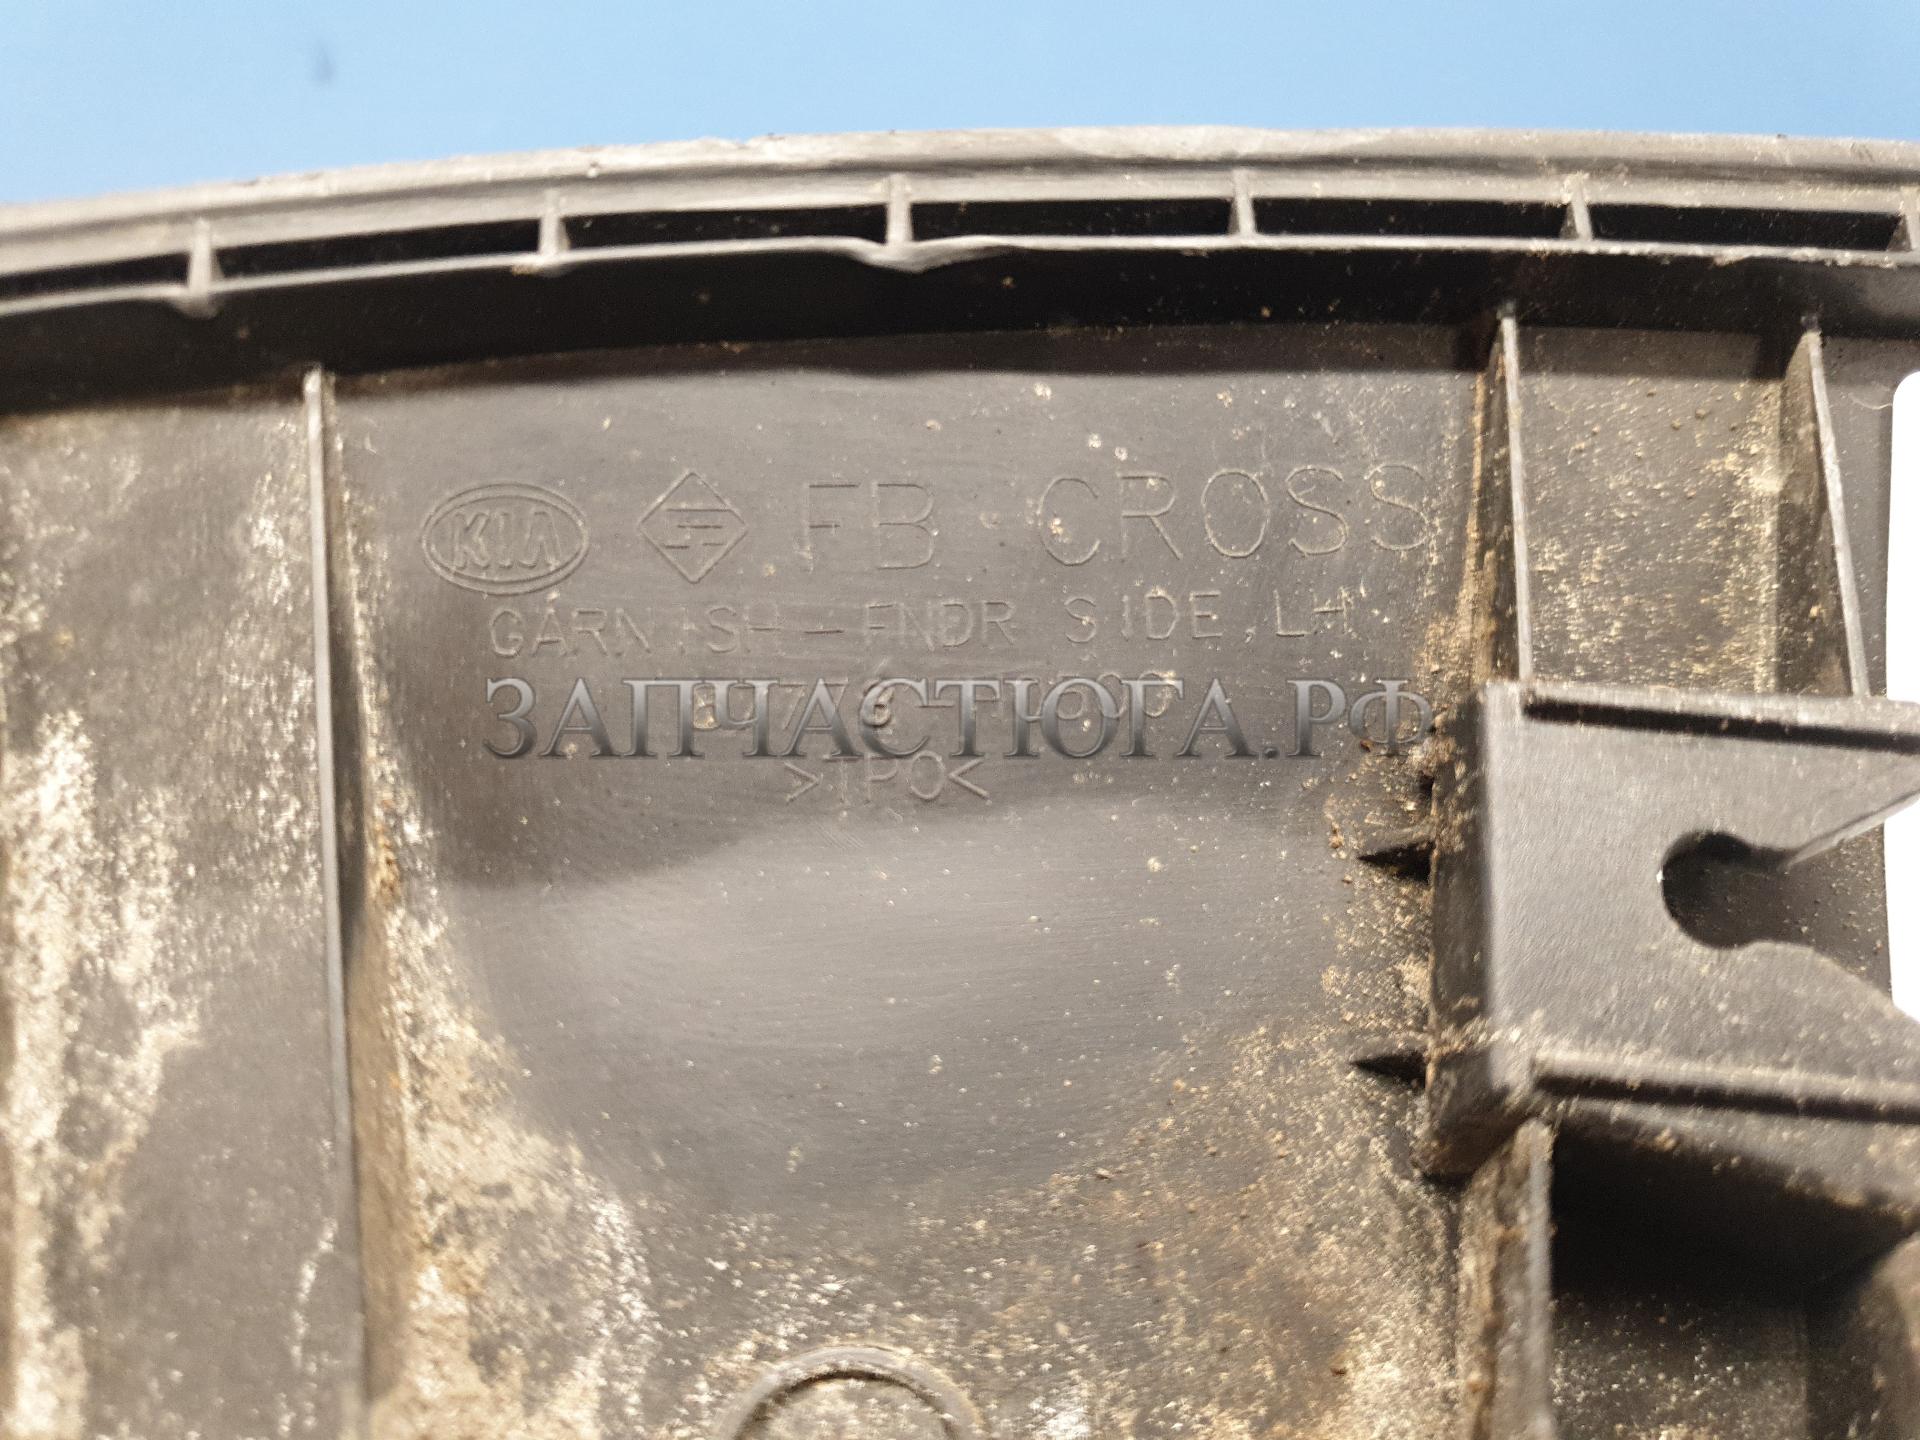 KIA FB CROSS
GARNISH-FNDR SIDE,LH
ЗАПЧАСТЮГА.РФ
>TPO<